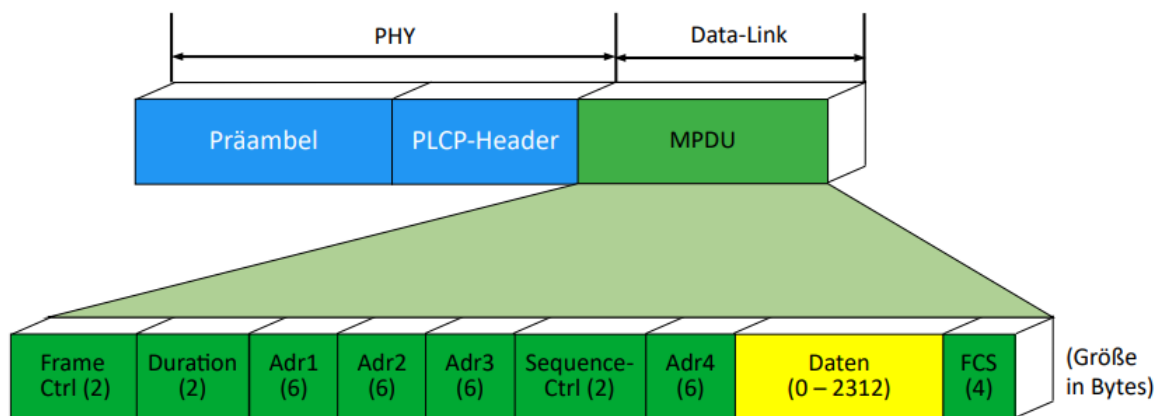 PHY
Data-Link
Präambel
PLCP-Header
MPDU
Frame
Ctrl (2)
Duration
(2)
Adr1
(6)
Adr2
(6)
Adr3
(6)
Sequence-
Ctrl (2)
Adr4
(6)
Daten
(0 – 2312)
FCS
(4)
(Größe
in Bytes)